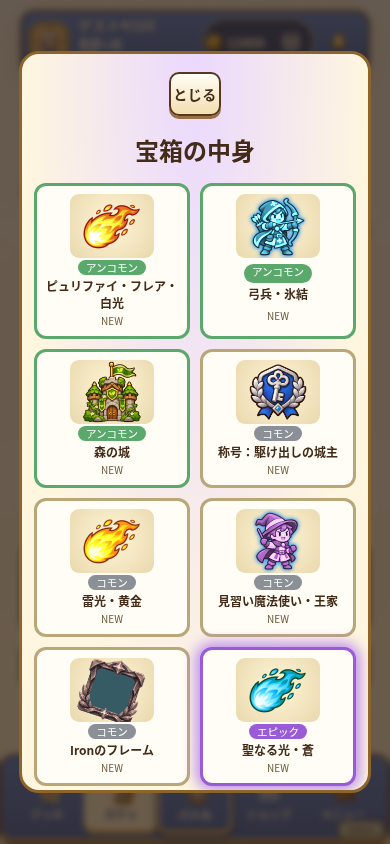 とじる
宝箱の中身
アンコモン
ピュリファイ・フレア・
白光
NEW
アンコモン
弓兵・氷結
NEW
アンコモン
森の城
NEW
コモン
称号：駆け出しの城主
NEW
コモン
雷光・黄金
NEW
コモン
見習い魔法使い・王家
NEW
コモン
Ironのフレーム
NEW
エピック
聖なる光・蒼
NEW